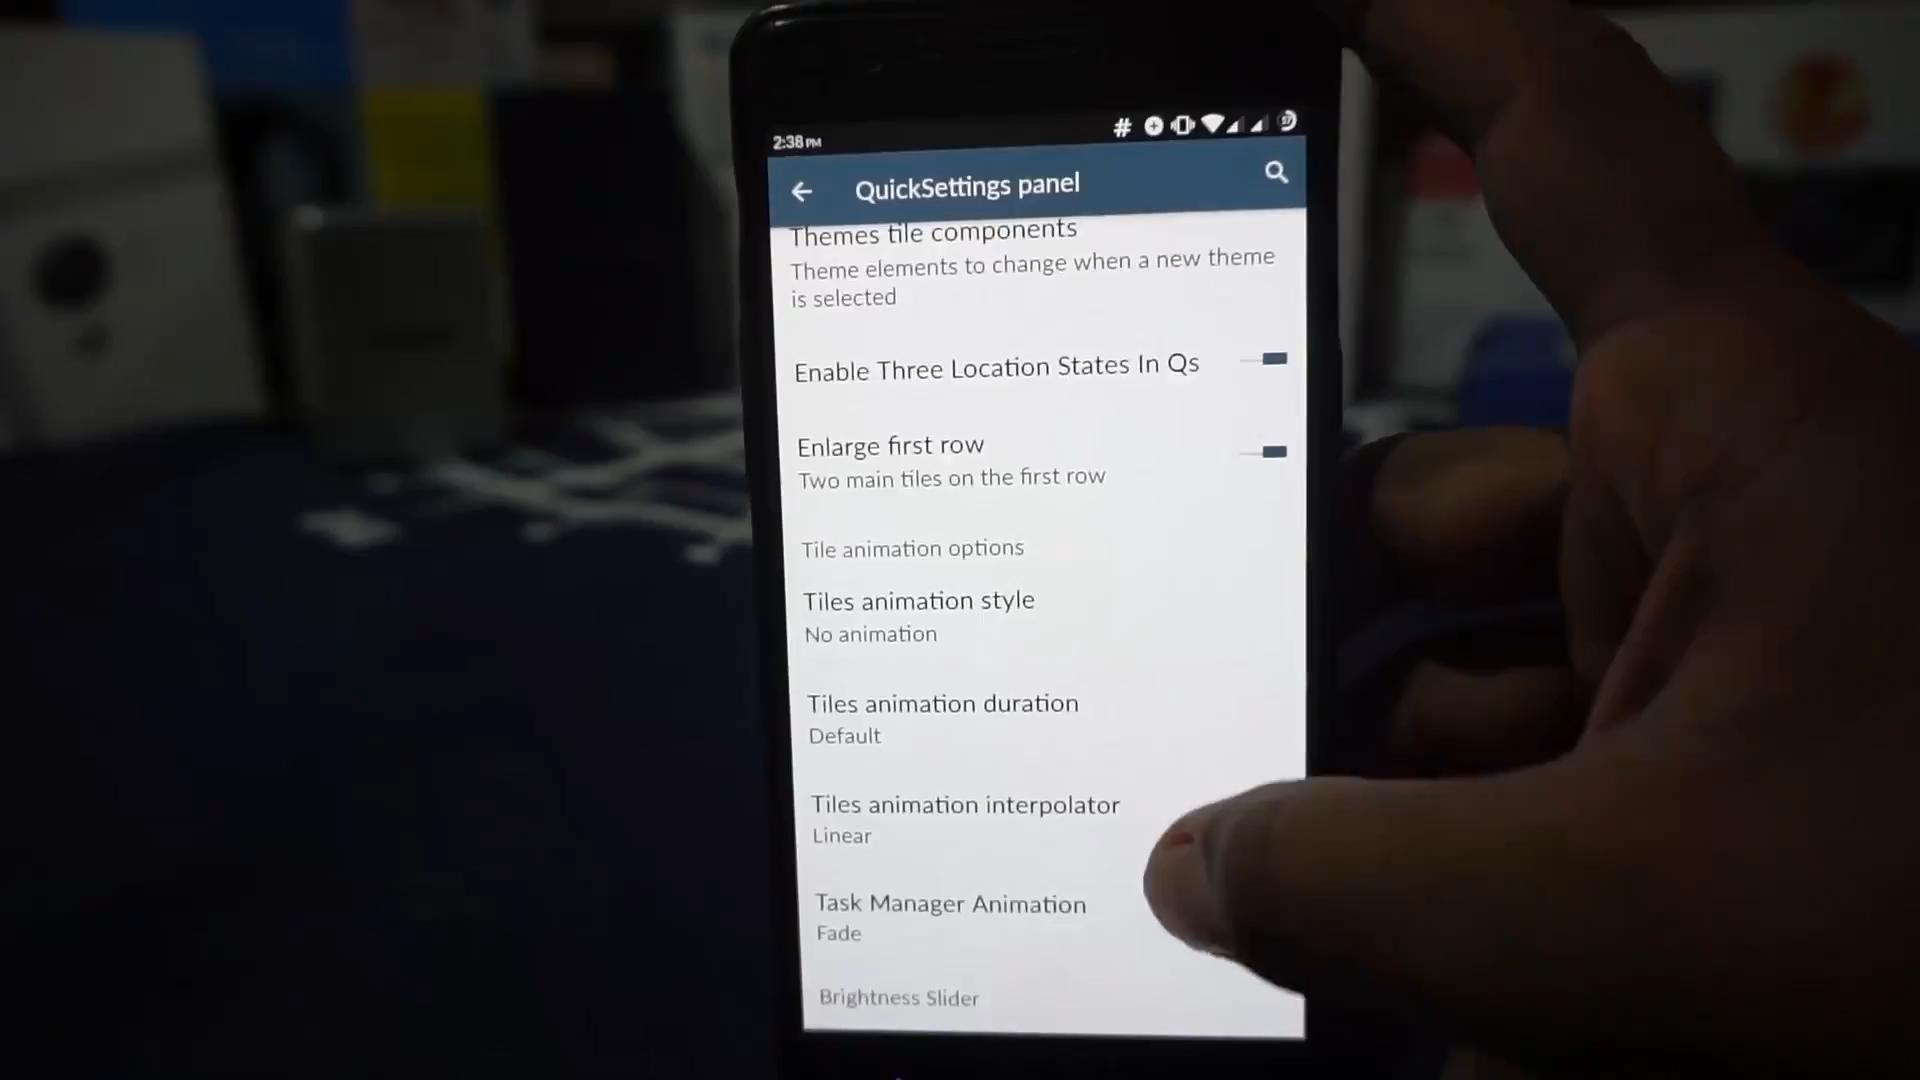 2:38 PM
QuickSettings panel
Themes tile components
Theme elements to change when a new theme
is selected
Enable Three Location States In Qs
Enlarge first row
Two main tiles on the first row
Tile animation options
Tiles animation style
No animation
Tiles animation duration
Default
Tiles animation interpolator
Linear
Task Manager Animation
Fade
Brightness Slider